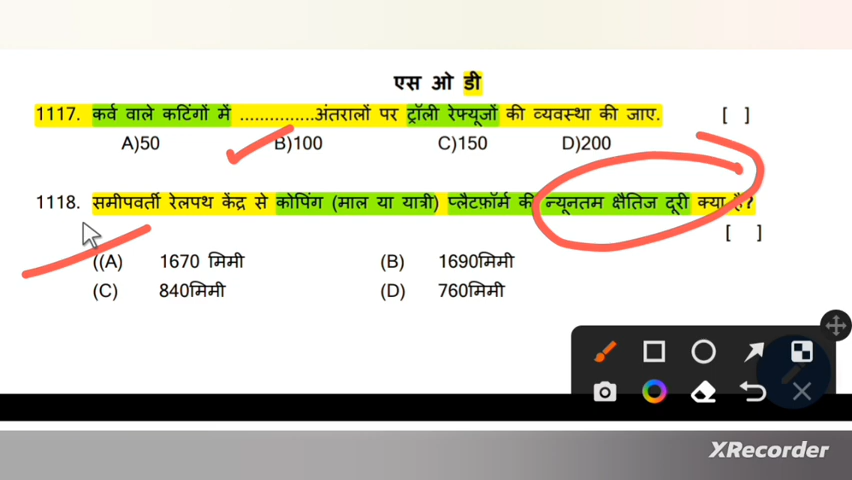 एस ओ डी
1117. कर्व वाले कटिंगों में ...............अंतरालों पर ट्रॉली रेफ्यूजों की व्यवस्था की जाए. [ ]
A)50 B)100 C)150 D)200
1118. समीपवर्ती रेलपथ केंद्र से कोपिंग (माल या यात्री) प्लैटफ़ॉर्म की न्यूनतम क्षैतिज दूरी क्या है?
[ ]
((A) 1670 मिमी (B) 1690मिमी
(C) 840मिमी (D) 760मिमी
XRecorder